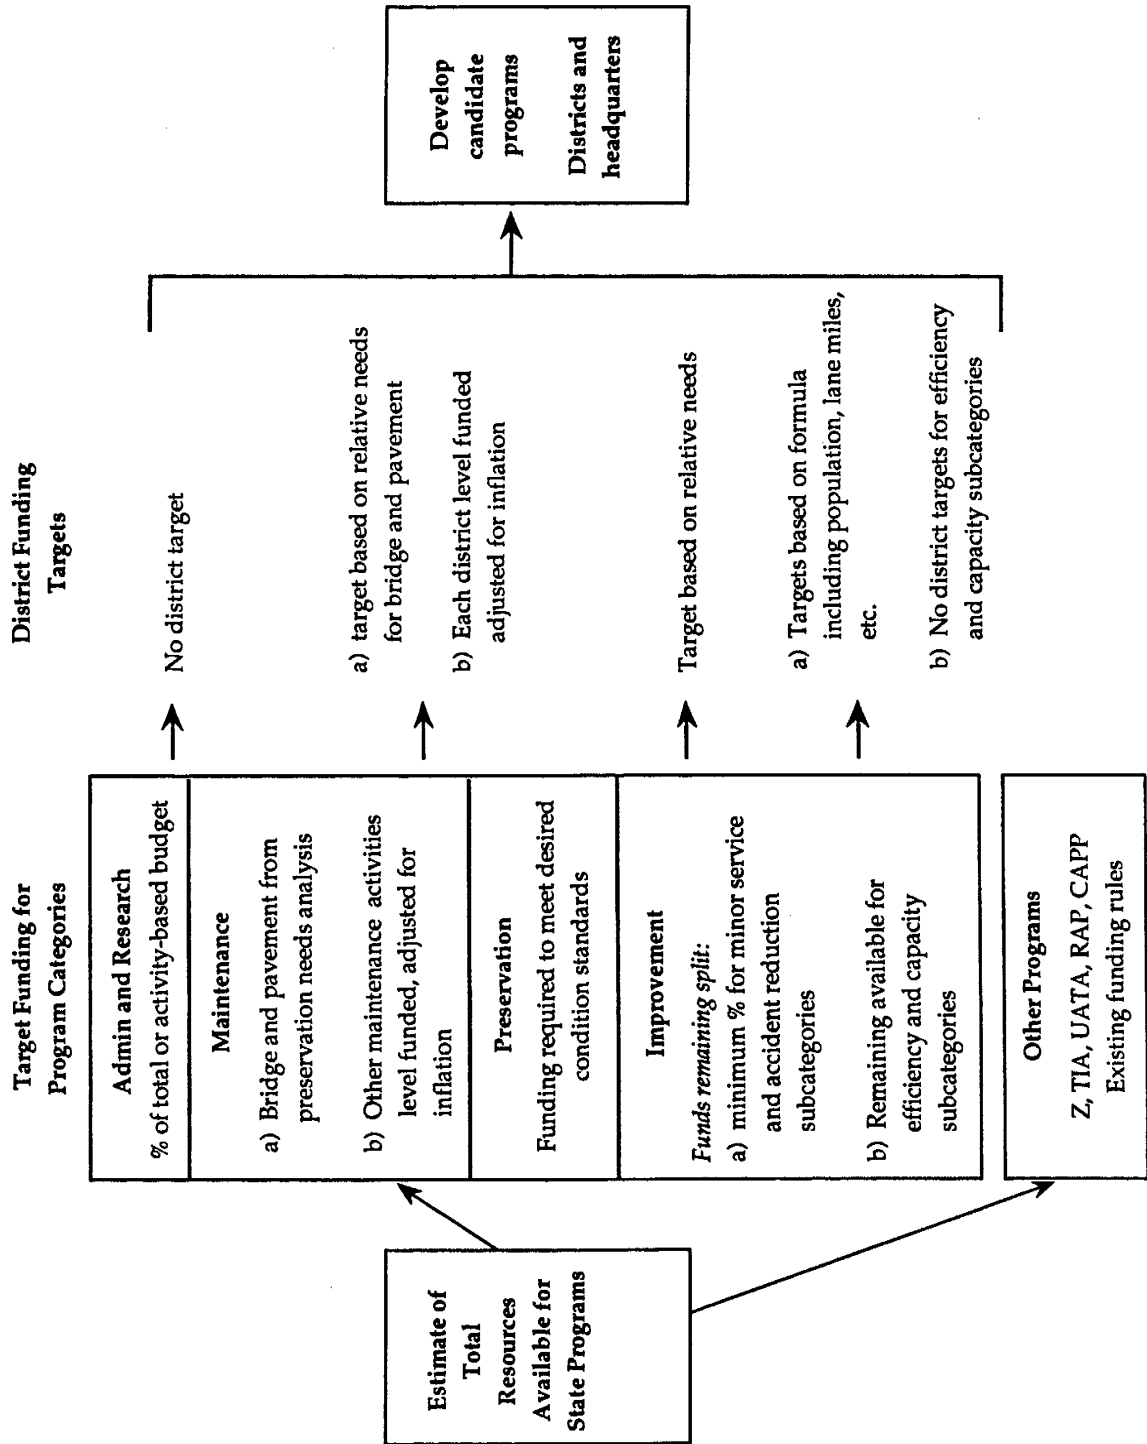 Target Funding for
Program Categories
District Funding
Targets
Estimate of
Total
Resources
Available for
State Programs
Admin and Research
% of total or activity-based budget
Maintenance
a) Bridge and pavement from
preservation needs analysis
b) Other maintenance activities
level funded, adjusted for
inflation
Preservation
Funding required to meet desired
condition standards
Improvement
Funds remaining split:
a) minimum % for minor service
and accident reduction
subcategories
b) Remaining available for
efficiency and capacity
subcategories
Other Programs
Z, TIA, UATA, RAP, CAPP
Existing funding rules
No district target
a) target based on relative needs
for bridge and pavement
b) Each district level funded
adjusted for inflation
Target based on relative needs
a) Targets based on formula
including population, lane miles,
etc.
b) No district targets for efficiency
and capacity subcategories
Develop
candidate
programs
Districts and
headquarters